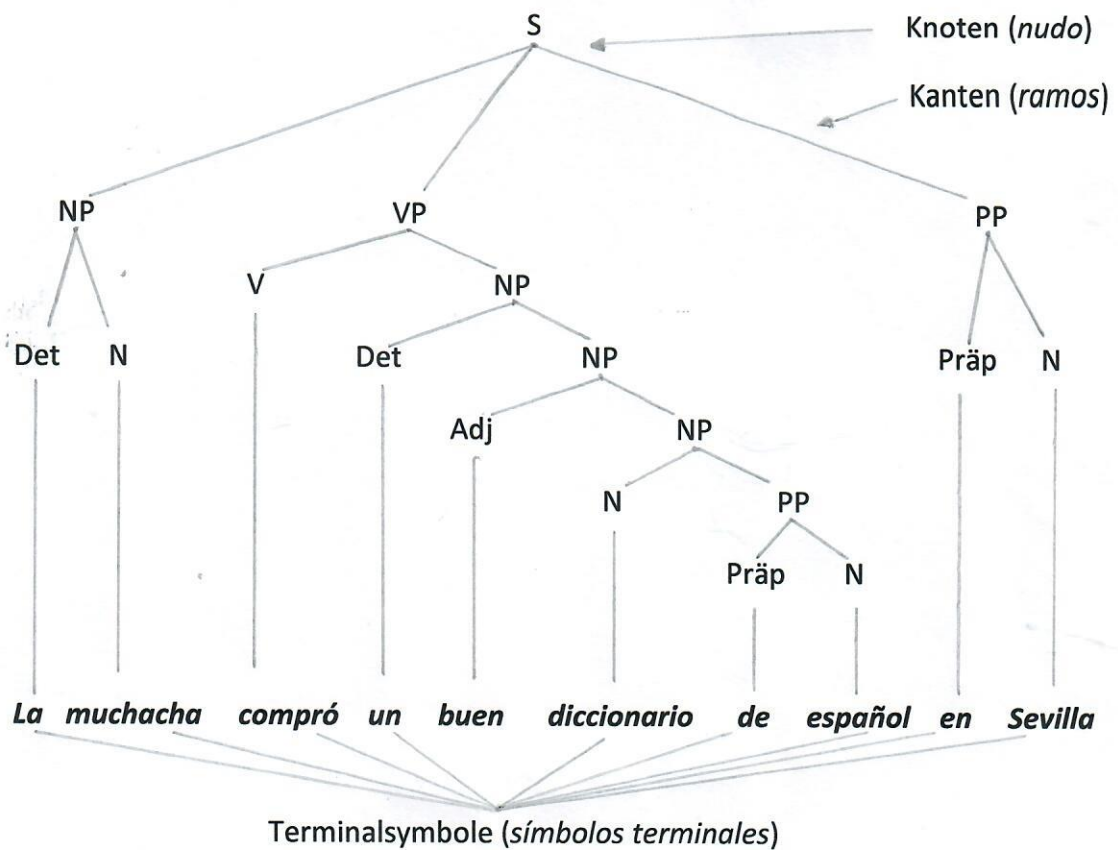 S
Knoten (nudo)
Kanten (ramos)
NP VP PP
V NP
Det N Det NP Präp N
Adj NP
N PP
Präp N
La muchacha compró un buen diccionario de español en Sevilla
Terminalsymbole (símbolos terminales)